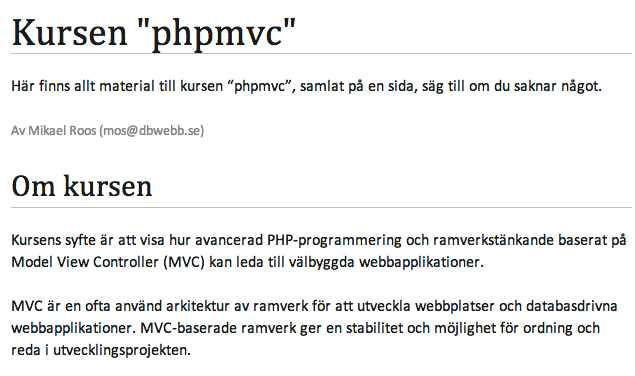 Kursen "phpmvc"
Här finns allt material till kursen “phpmvc”, samlat på en sida, säg till om du saknar något.
Av Mikael Roos (mos@dbwebb.se)
Om kursen
Kursens syfte är att visa hur avancerad PHP-programmering och ramverkstänkande baserat på
Model View Controller (MVC) kan leda till välbyggda webbapplikationer.
MVC är en ofta använd arkitektur av ramverk för att utveckla webbplatser och databasdrivna
webbapplikationer. MVC-baserade ramverk ger en stabilitet och möjlighet för ordning och
reda i utvecklingsprojekten.